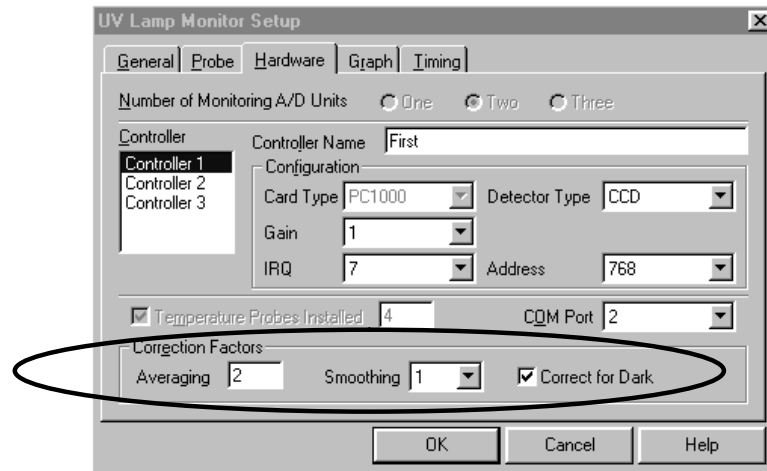 UV Lamp Monitor Setup
General Probe Hardware Graph Timing
Number of Monitoring A/D Units One Two Three
Controller
Controller 1
Controller 2
Controller 3
Controller Name First
Configuration
Card Type PC1000 Detector Type CCD
Gain 1
IRQ 7 Address 768
Temperature Probes Installed 4 COM Port 2
Correction Factors
Averaging 2 Smoothing 1 Correct for Dark
OK Cancel Help